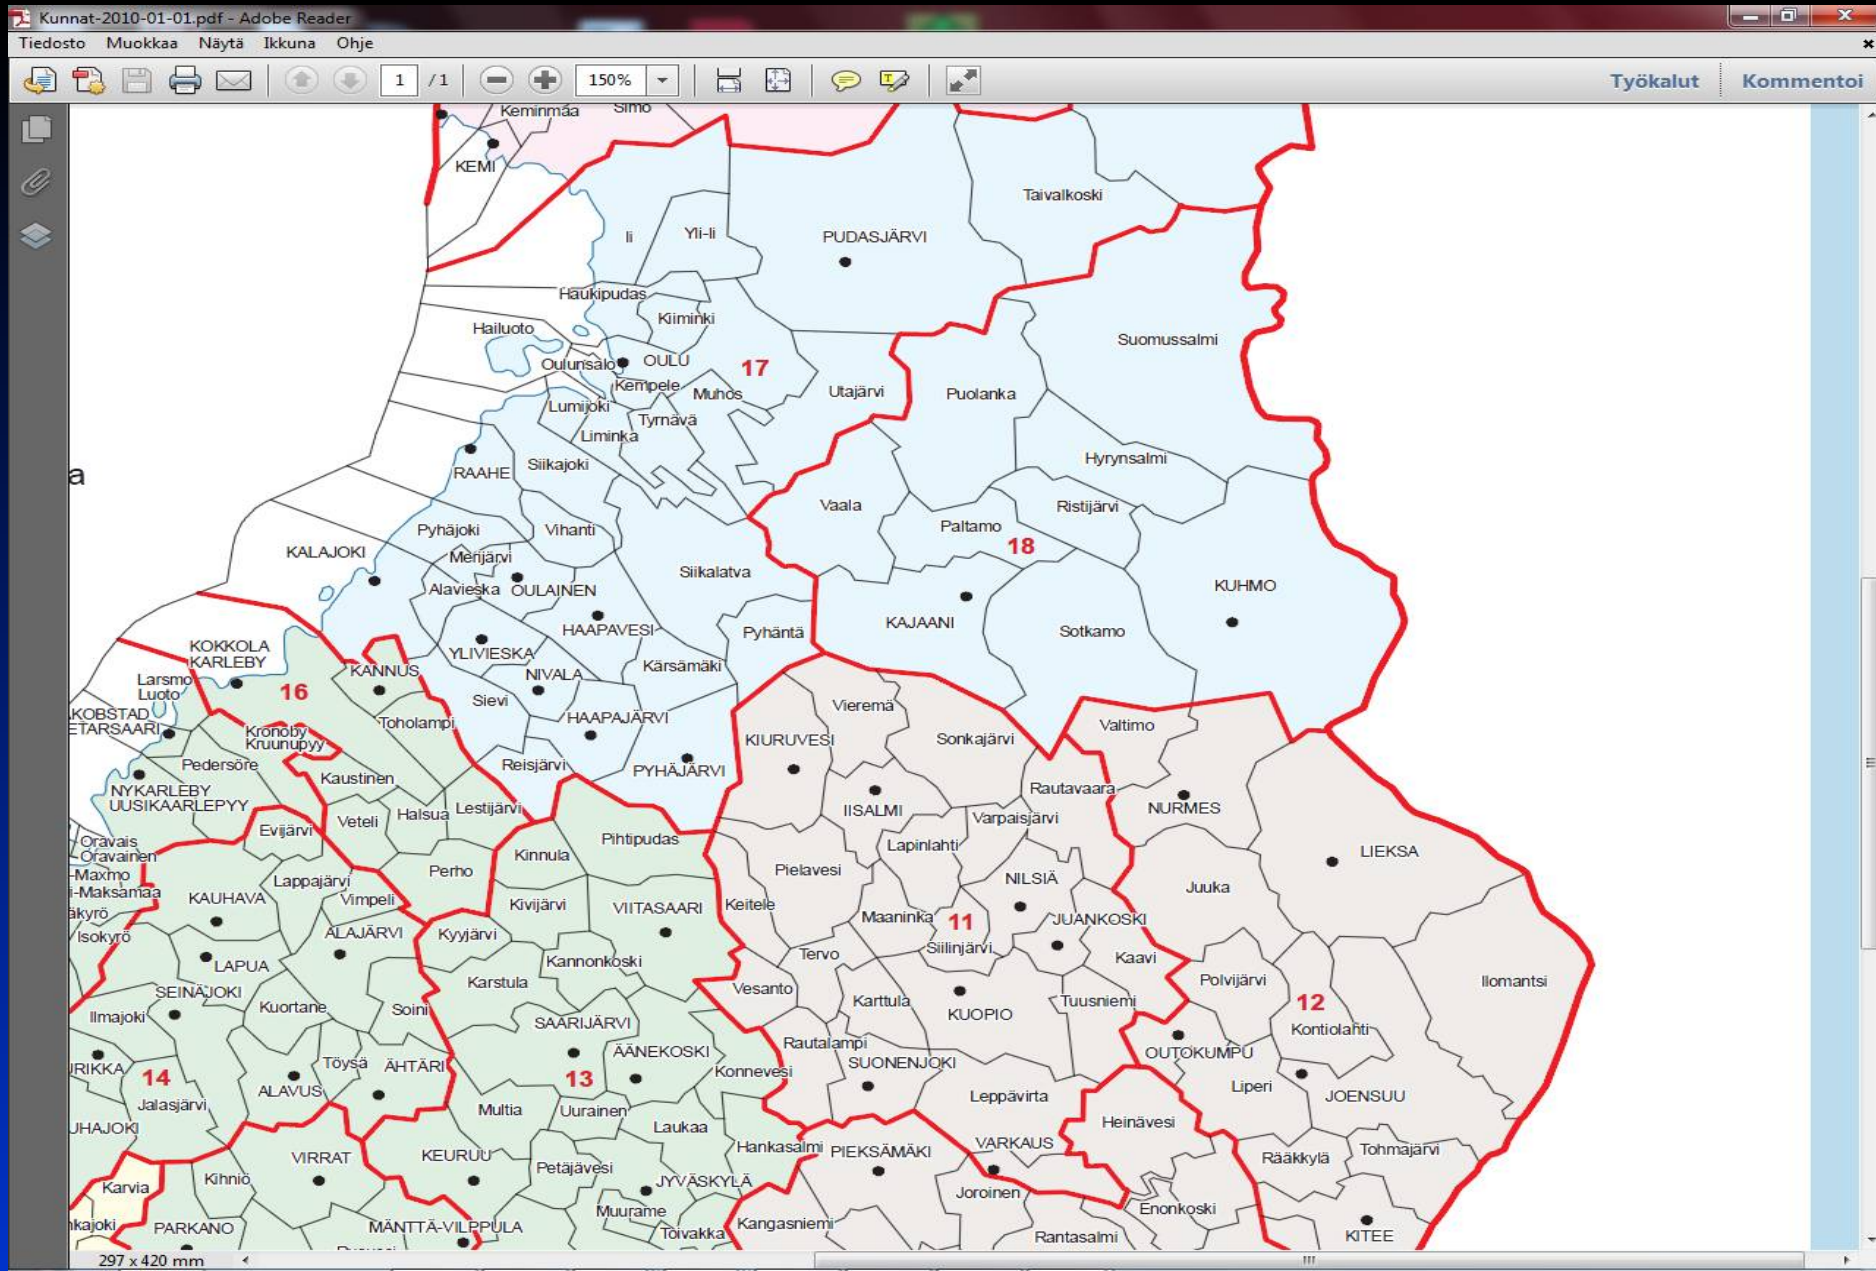 Kunnat-2010-01-01.pdf - Adobe Reader
Tiedosto Muokkaa Näytä Ikkuna Ohje
1 / 1 150% Työkalut Kommentoi
Keminmaa Simo
KEMI
Taivalkoski
Ii Yli-Ii PUDASJÄRVI
Haukipudas
Kiiminki
Hailuoto
Suomussalmi
Oulunsalo OULU 17
Kempele Muhos Utajärvi Puolanka
Lumijoki
Tyrnävä
Liminka
a
RAAHE Siikajoki
Hyrynsalmi
Vaala Ristijärvi
Pyhäjoki Vihanti Paltamo
18
KALAJOKI
Merijärvi
Siikalatva
Alavieska OULAINEN
KUHMO
HAAPAVESI KAJAANI Sotkamo
Pyhäntä
KOKKOLA
KARLEBY
YLIVIESKA
Larsmo
Luoto
KANNUS NIVALA Kärsämäki
16
Sievi
Vieremä
KOBSTAD
ETARSAARI
Toholampi HAAPAJÄRVI
Kronoby
Kruunupyy
KIURUVESI Sonkajärvi Valtimo
Pedersöre Kaustinen Reisjärvi PYHÄJÄRVI
NYKARLEBY
UUSIKAARLEPYY
Rautavaara
Veteli Halsua Lestijärvi IISALMI Varpaisjärvi NURMES
Evijärvi
Oravais
Oravainen
Pihtipudas
Kinnula Lapinlahti LIEKSA
-Maxmo
i-Maksamaa
Lappajärvi Perho Pielavesi NILSIÄ Juuka
KAUHAVA Vimpeli Kivijärvi VIITASAARI Keitele
äkyrö
Maaninka 11 JUANKOSKI
Isokyrö ALAJÄRVI Kyyjärvi
Siilinjärvi
Kaavi
LAPUA Kannonkoski Tervo
SEINÄJOKI Karstula Vesanto Polvijärvi Ilomantsi
Kuortane Soini Karttula Tuusniemi 12
Ilmajoki SAARIJÄRVI KUOPIO Kontiolahti
Rautalampi
ÄÄNEKOSKI OUTOKUMPU
RIKKA Töysä ÄHTÄRI SUONENJOKI
14 13 Konnevesi
ALAVUS Leppävirta Liperi JOENSUU
Jalasjärvi Multia Uurainen
UHAJOKI Laukaa Heinävesi
Hankasalmi VARKAUS
VIRRAT KEURUU PIEKSÄMÄKI Rääkkylä Tohmajärvi
Petäjävesi
Kihniö JYVÄSKYLÄ
Karvia Joroinen
Muurame Enonkoski
nkajoki PARKANO MÄNTTÄ-VILPPULA Toivakka Kangasniemi Rantasalmi KITEE
297 x 420 mm